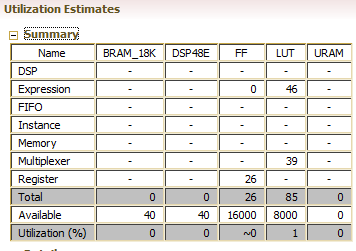 Utilization Estimates
Summary
Name BRAM_18K DSP48E FF LUT URAM
DSP - - - - -
Expression - - 0 46 -
FIFO - - - - -
Instance - - - - -
Memory - - - - -
Multiplexer - - - 39 -
Register - - 26 - -
Total 0 0 26 85 0
Available 40 40 16000 8000 0
Utilization (%) 0 0 ~0 1 0